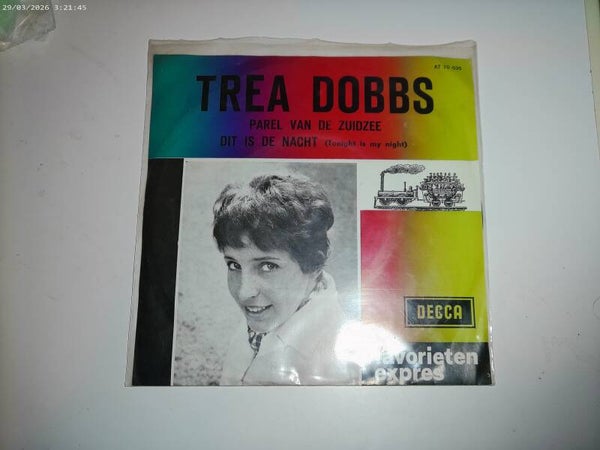 29/03/2026 3:21:45
TREA DOBBS
PAREL VAN DE ZUIDZEE
DIT IS DE NACHT (Tonight is my night)
DECCA
favorieten
expres